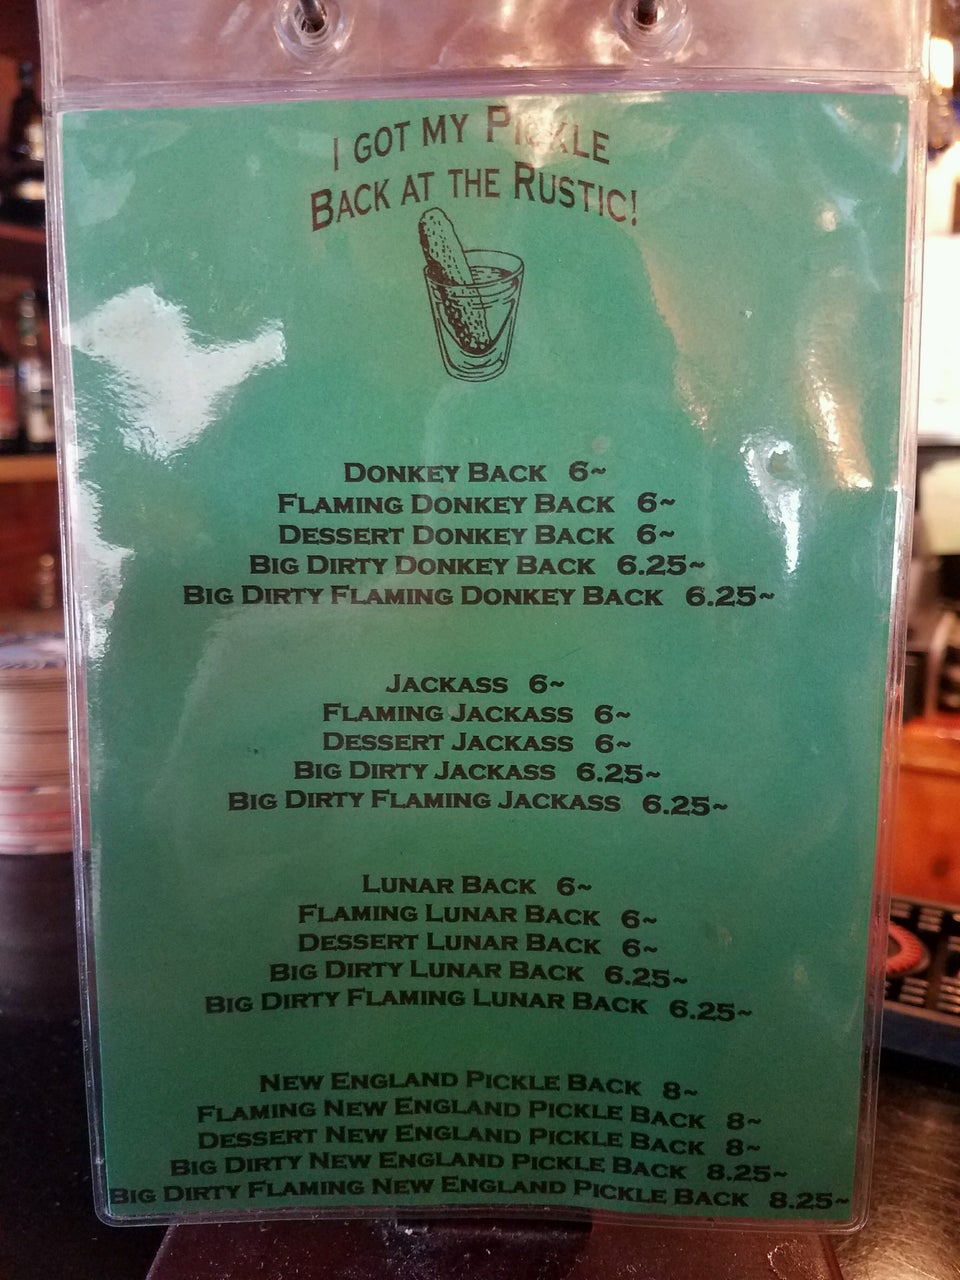 I GOT MY PICKLE
BACK AT THE RUSTIC!
DONKEY BACK 6~
FLAMING DONKEY BACK 6~
DESSERT DONKEY BACK 6~
BIG DIRTY DONKEY BACK 6.25~
BIG DIRTY FLAMING DONKEY BACK 6.25~
JACKASS 6~
FLAMING JACKASS 6~
DESSERT JACKASS 6~
BIG DIRTY JACKASS 6.25~
BIG DIRTY FLAMING JACKASS 6.25~
LUNAR BACK 6~
FLAMING LUNAR BACK 6~
DESSERT LUNAR BACK 6~
BIG DIRTY LUNAR BACK 6.25~
BIG DIRTY FLAMING LUNAR BACK 6.25~
NEW ENGLAND PICKLE BACK 8~
FLAMING NEW ENGLAND PICKLE BACK 8~
DESSERT NEW ENGLAND PICKLE BACK 8~
BIG DIRTY NEW ENGLAND PICKLE BACK 8.25~
BIG DIRTY FLAMING NEW ENGLAND PICKLE BACK 8.25~